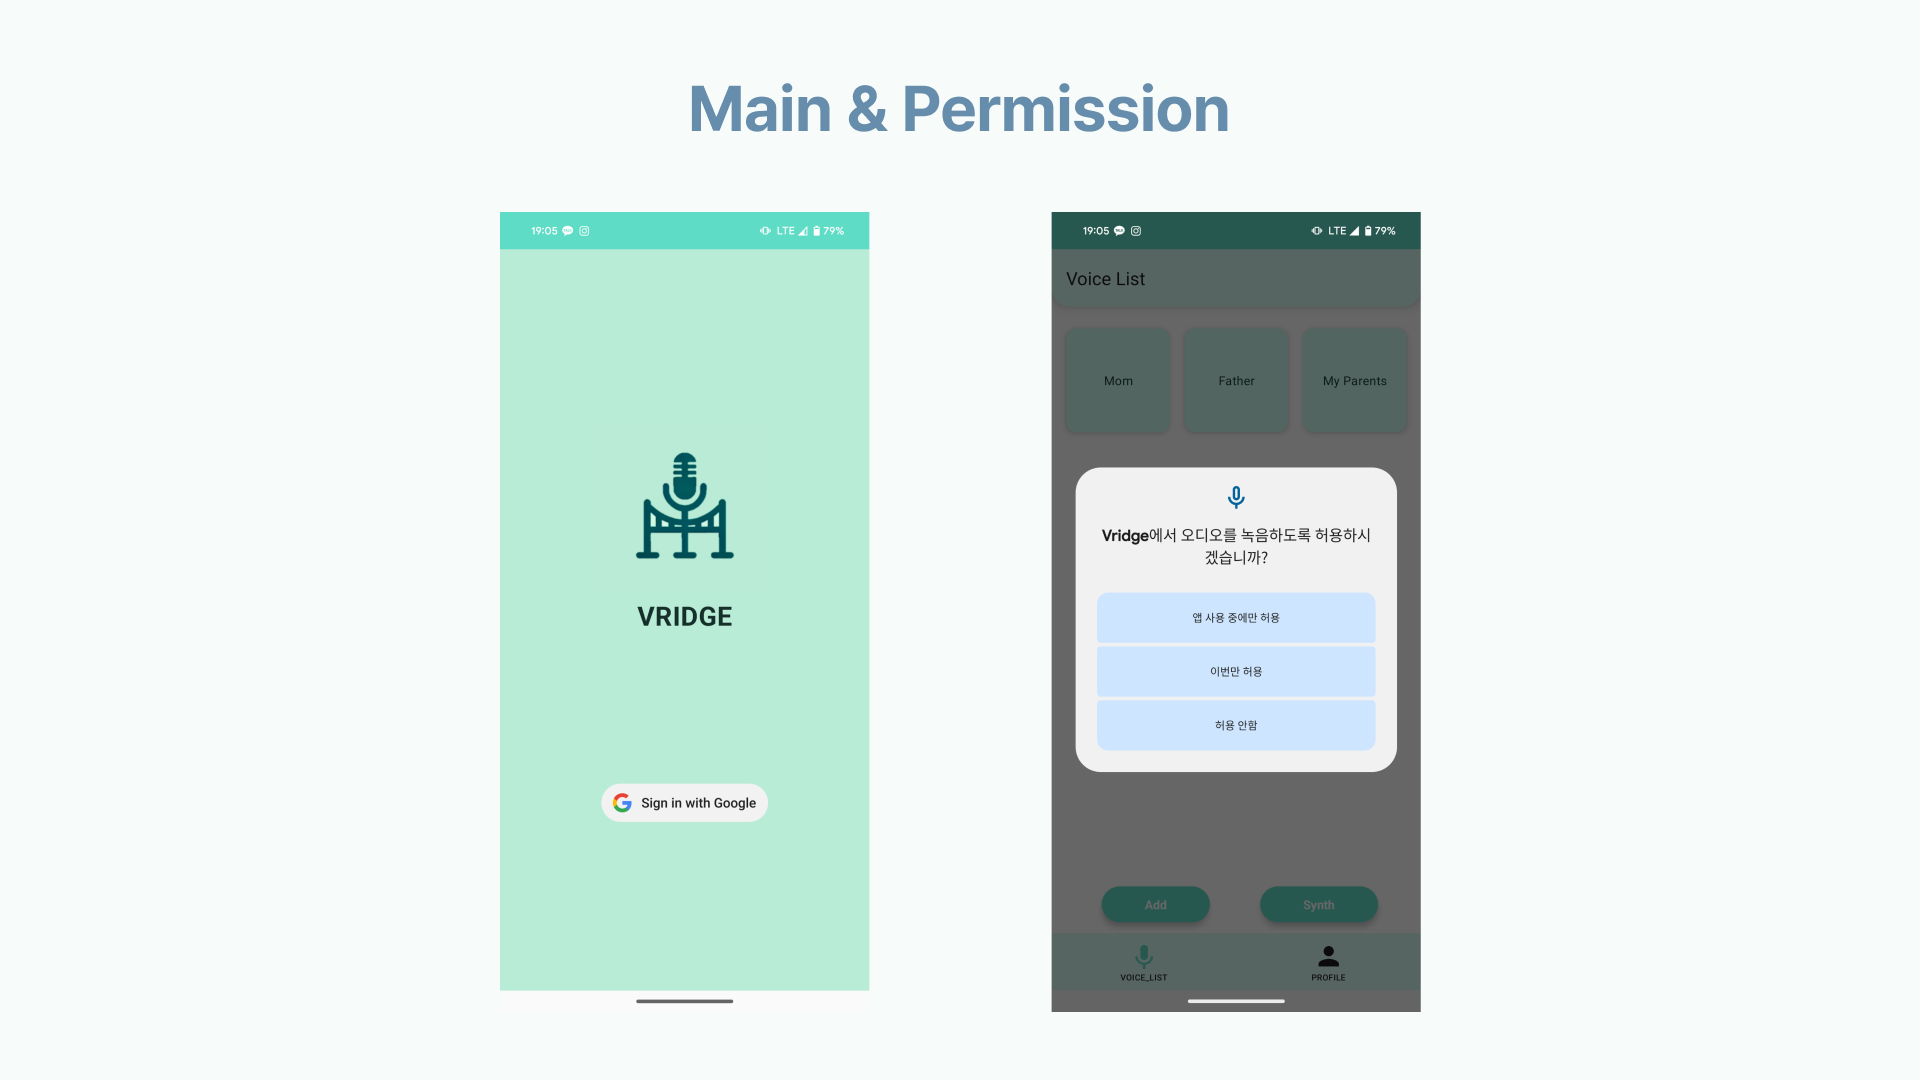 Main & Permission
19:05
LTE 79%
VRIDGE
Sign in with Google
19:05
LTE 79%
Voice List
Mom
Father
My Parents
Vridge에서 오디오를 녹음하도록 허용하시
겠습니까?
앱 사용 중에만 허용
이번만 허용
허용 안함
Add
Synth
VOICE_LIST
PROFILE